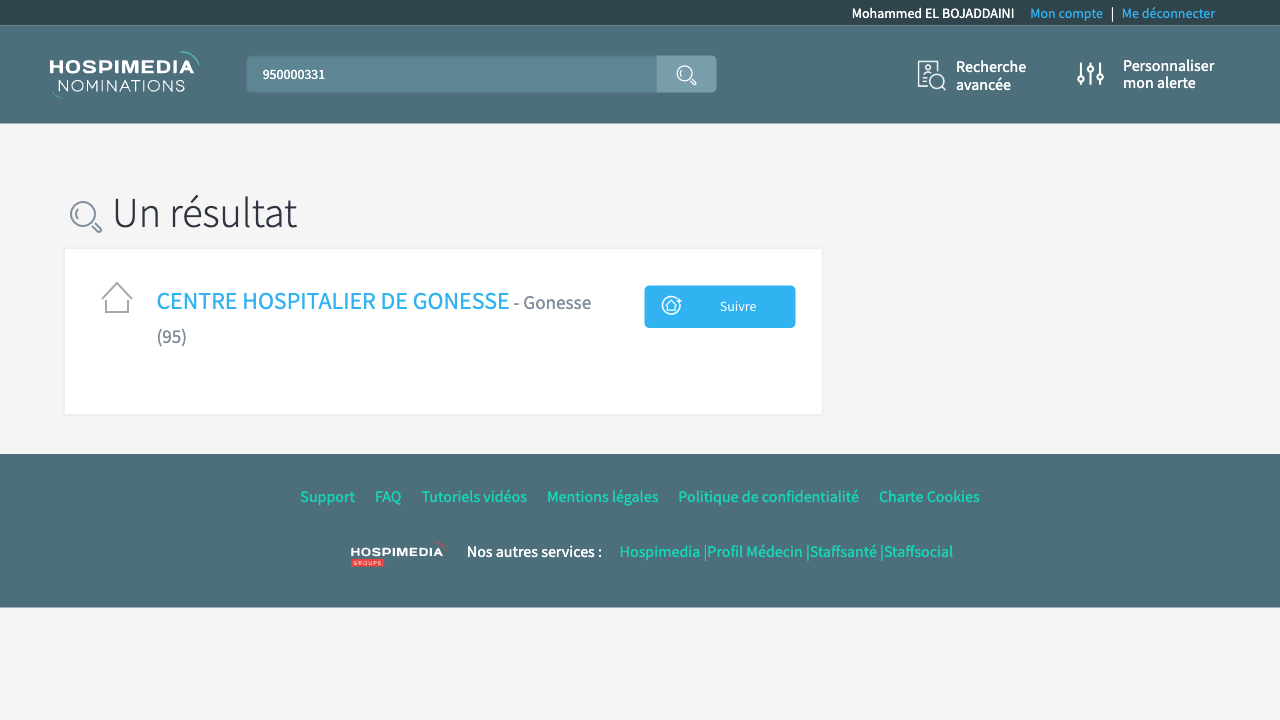 Mohammed EL BOJADDAINI Mon compte | Me déconnecter
HOSPIMEDIA
NOMINATIONS
950000331
Recherche
avancée
Personnaliser
mon alerte
Un résultat
CENTRE HOSPITALIER DE GONESSE - Gonesse
(95)
Suivre
Support FAQ Tutoriels vidéos Mentions légales Politique de confidentialité Charte Cookies
HOSPIMEDIA
GROUPE
Nos autres services : Hospimedia |Profil Médecin |Staffsanté |Staffsocial